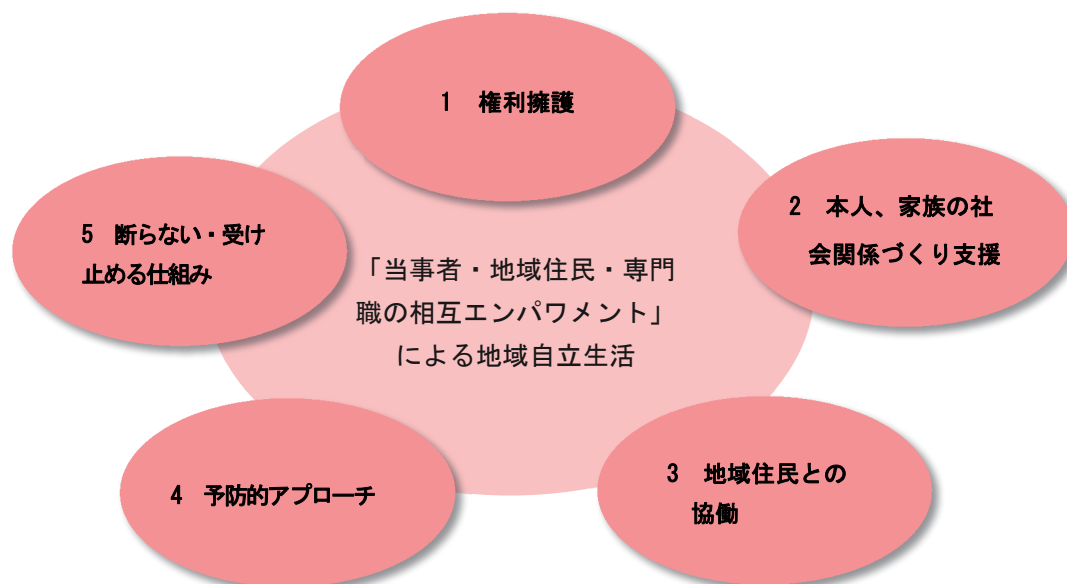 1 権利擁護
2 本人、家族の社
会関係づくり支援
5 断らない・受け
止める仕組み
「当事者・地域住民・専門
職の相互エンパワメント」
による地域自立生活
4 予防的アプローチ
3 地域住民との
協働